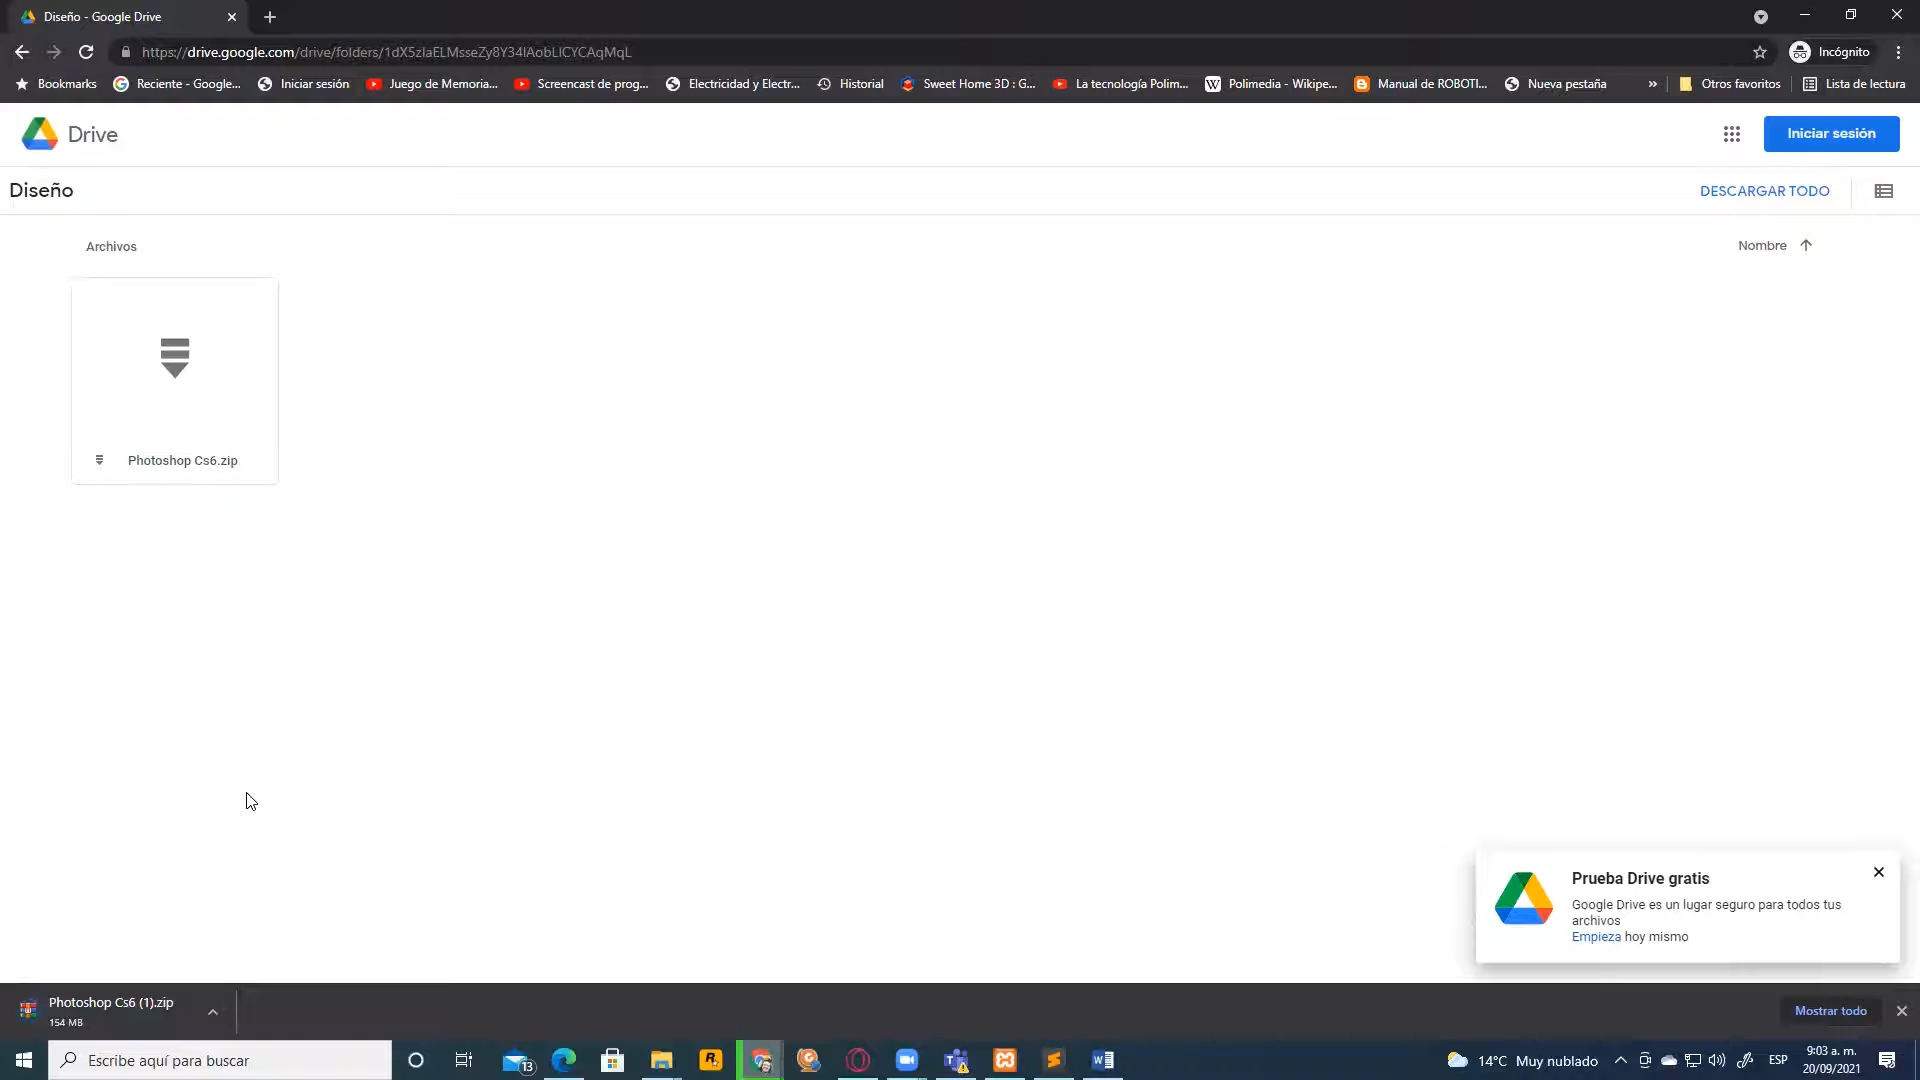 Diseño - Google Drive
https://drive.google.com/drive/folders/1dX5zlaELMsseZy8Y34lAobLlCYCAqMqL
Incógnito
Bookmarks
Reciente - Google...
Iniciar sesión
Juego de Memoria...
Screencast de prog...
Electricidad y Electr...
Historial
Sweet Home 3D : G...
La tecnología Polim...
Polimedia - Wikipe...
Manual de ROBOTI...
Nueva pestaña
»
Otros favoritos
Lista de lectura
Drive
Iniciar sesión
Diseño
DESCARGAR TODO
Archivos
Nombre
Photoshop Cs6.zip
Prueba Drive gratis
Google Drive es un lugar seguro para todos tus
archivos
Empieza hoy mismo
Photoshop Cs6 (1).zip
154 MB
Mostrar todo
Escribe aquí para buscar
13
14°C Muy nublado
ESP
9:03 a. m.
20/09/2021